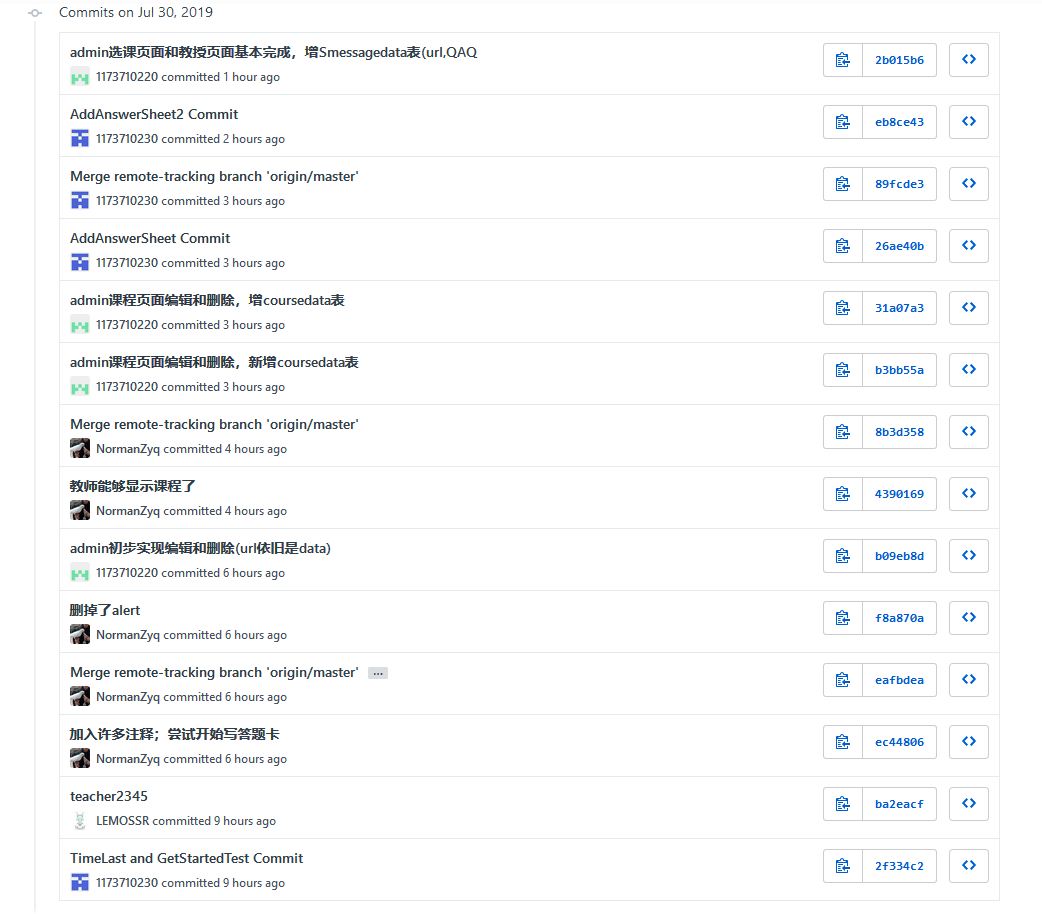 Commits on Jul 30, 2019
admin选课页面和教授页面基本完成，增Smessagedata表(url,QAQ
2b015b6
1173710220 committed 1 hour ago
AddAnswerSheet2 Commit
eb8ce43
1173710230 committed 2 hours ago
Merge remote-tracking branch 'origin/master'
89fcde3
1173710230 committed 3 hours ago
AddAnswerSheet Commit
26ae40b
1173710230 committed 3 hours ago
admin课程页面编辑和删除，增coursedata表
31a07a3
1173710220 committed 3 hours ago
admin课程页面编辑和删除，新增coursedata表
b3bb55a
1173710220 committed 3 hours ago
Merge remote-tracking branch 'origin/master'
8b3d358
NormanZyq committed 4 hours ago
教师能够显示课程了
4390169
NormanZyq committed 4 hours ago
admin初步实现编辑和删除(url依旧是data)
b09eb8d
1173710220 committed 6 hours ago
删掉了alert
f8a870a
NormanZyq committed 6 hours ago
Merge remote-tracking branch 'origin/master' …
eafbdea
NormanZyq committed 6 hours ago
加入许多注释；尝试开始写答题卡
ec44806
NormanZyq committed 6 hours ago
teacher2345
ba2eacf
LEMOSSR committed 9 hours ago
TimeLast and GetStartedTest Commit
2f334c2
1173710230 committed 9 hours ago